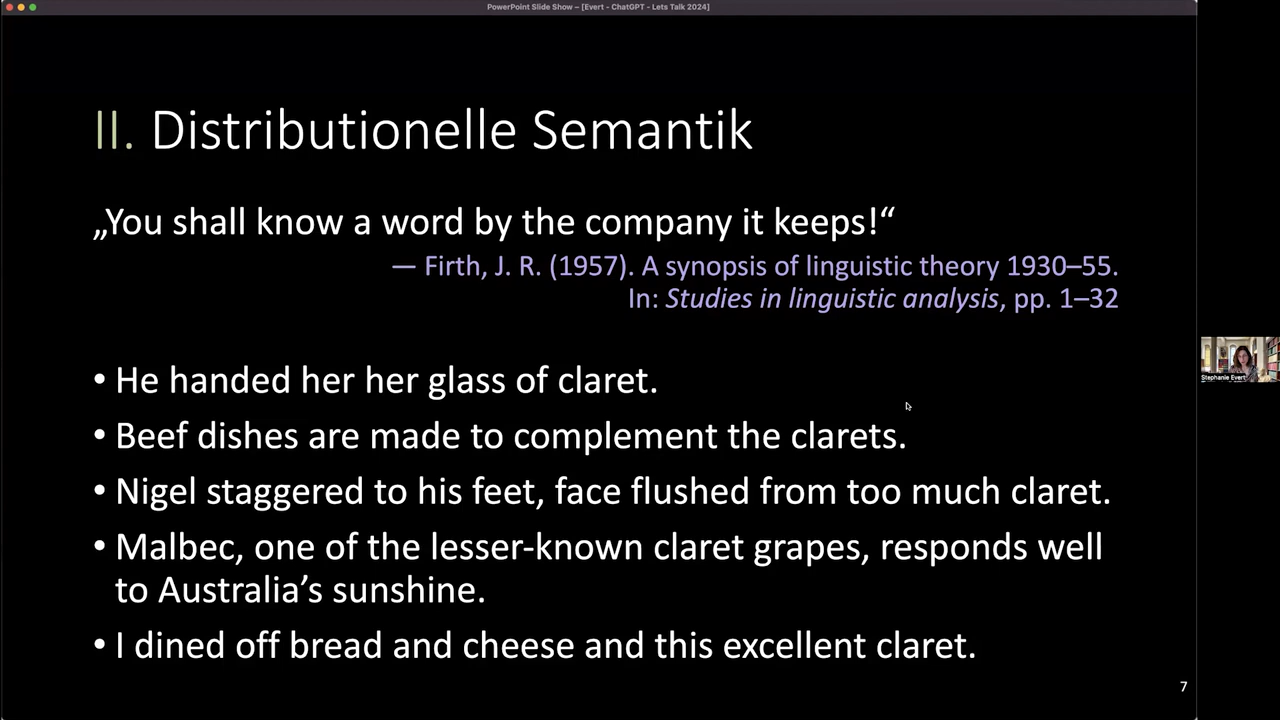 PowerPoint Slide Show – [Evert - ChatGPT - Lets Talk 2024]
II. Distributionelle Semantik
„You shall know a word by the company it keeps!“
— Firth, J. R. (1957). A synopsis of linguistic theory 1930–55.
In: Studies in linguistic analysis, pp. 1–32
• He handed her her glass of claret.
• Beef dishes are made to complement the clarets.
• Nigel staggered to his feet, face flushed from too much claret.
• Malbec, one of the lesser-known claret grapes, responds well
to Australia’s sunshine.
• I dined off bread and cheese and this excellent claret.
7
Stephanie Evert